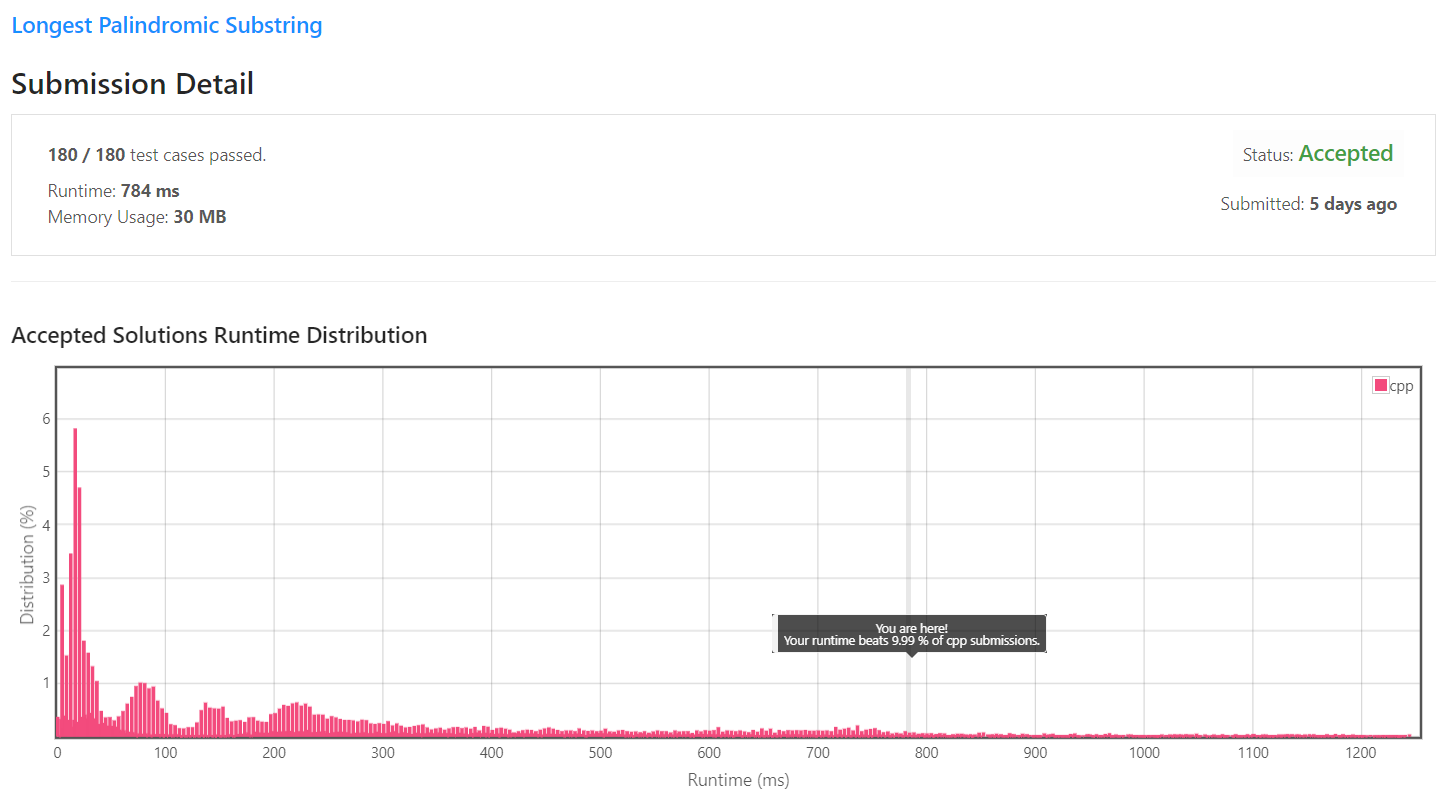 Longest Palindromic Substring
Submission Detail
180 / 180 test cases passed.
Status: Accepted
Runtime: 784 ms
Memory Usage: 30 MB
Submitted: 5 days ago
Accepted Solutions Runtime Distribution
cpp
6
5
4
3
2
1
Distribution (%)
You are here!
Your runtime beats 9.99 % of cpp submissions.
0 100 200 300 400 500 600 700 800 900 1000 1100 1200
Runtime (ms)